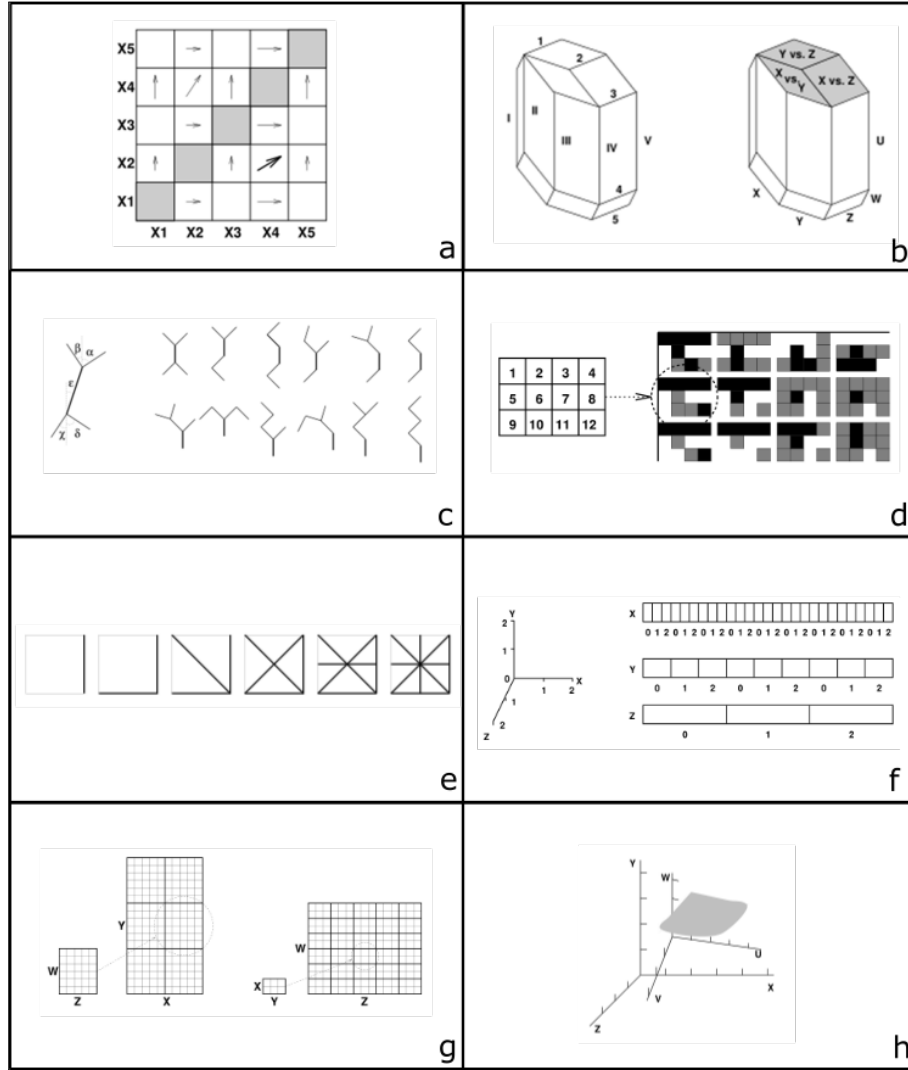 X5
X4
X3
X2
X1
X1 X2 X3 X4 X5
a
1
2
3
I
II
III
IV
V
4
5
Y vs. Z
X vs. Y
X vs. Z
U
X
Y
Z
W
b
β α
ε
χ δ
c
1 2 3 4
5 6 7 8
9 10 11 12
d
e
Y
2
1
0
1 2
X
1
2
Z
X
0 1 2 0 1 2 0 1 2 0 1 2 0 1 2 0 1 2 0 1 2 0 1 2 0 1 2
Y
0 1 2 0 1 2 0 1 2
Z
0 1 2
f
Y
W
Z
X
W
X
Y
Z
g
Y
W
U
V
X
Z
h